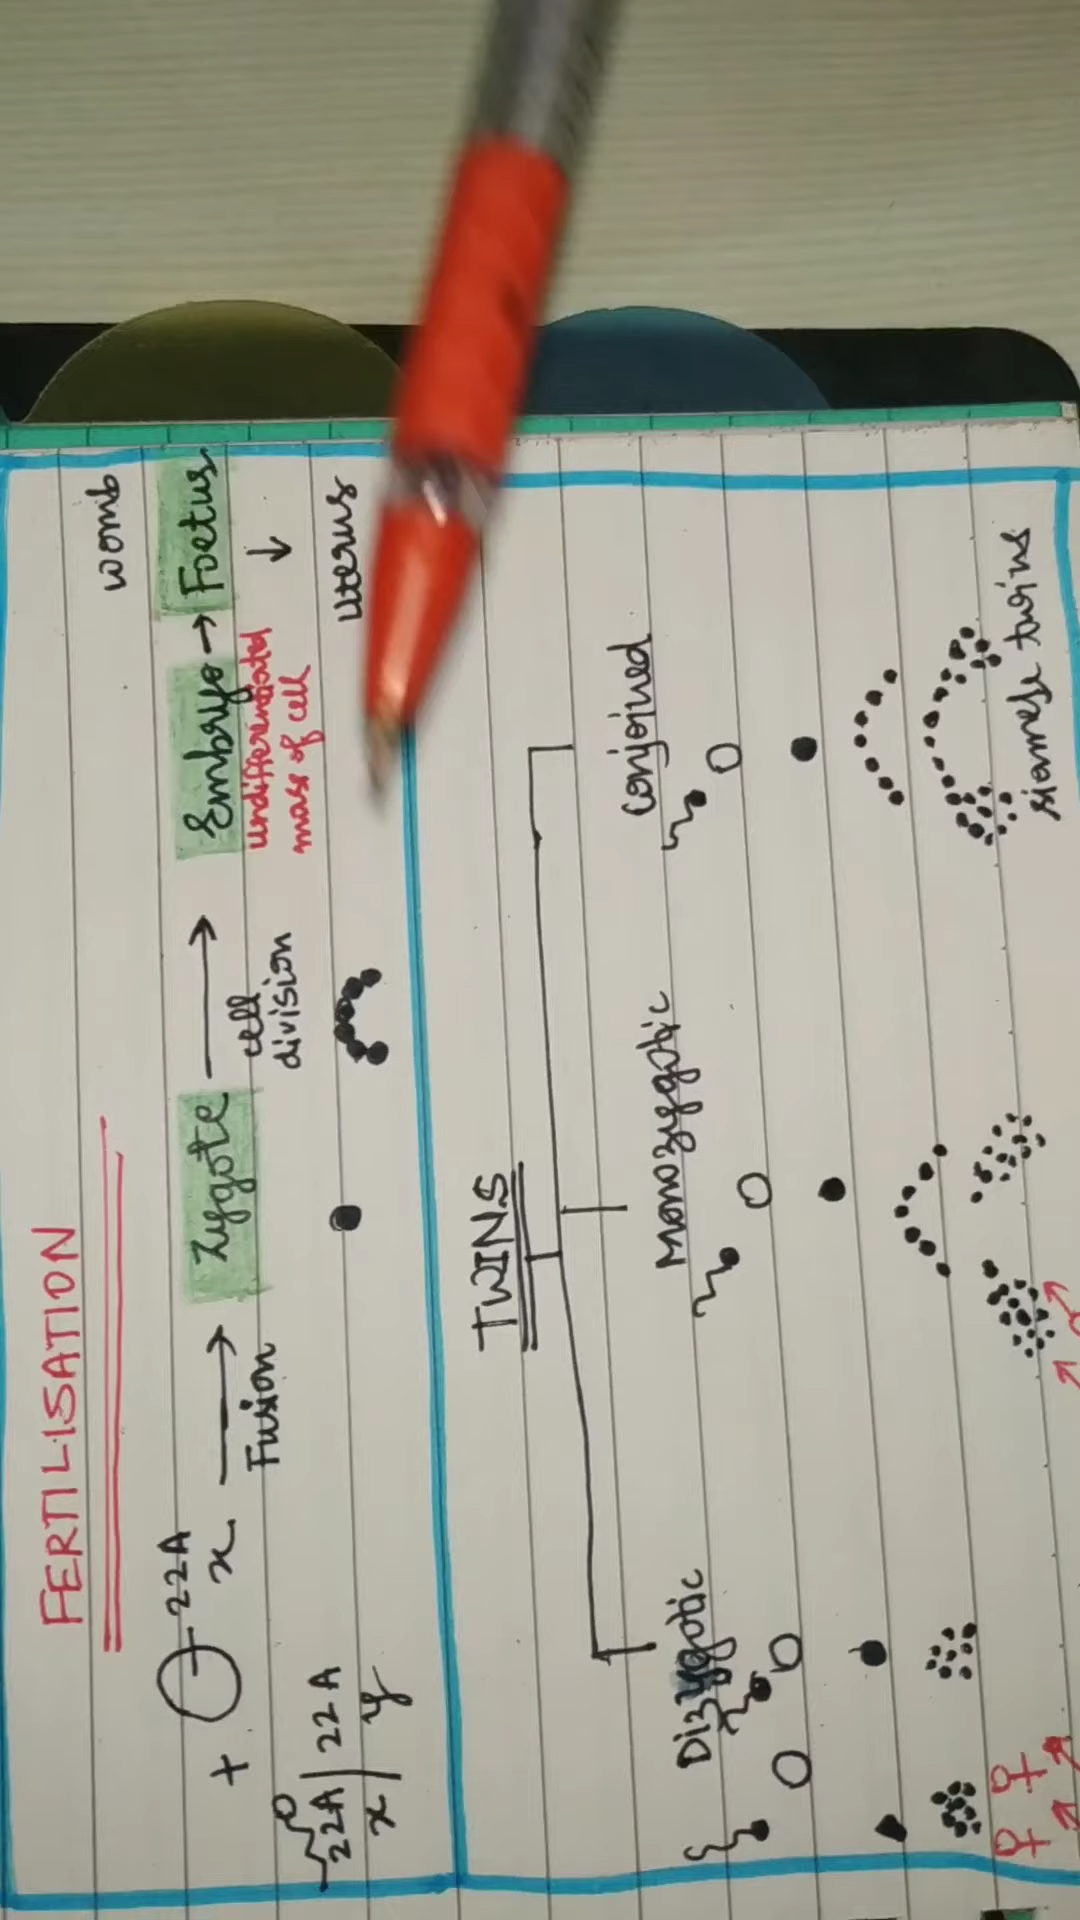 FERTILISATION
womb
22A
x
+
Fusion
Zygote
cell
division
Embryo → Foetus
undifferentiated
mass of cell
↓
Uterus
22A | 22A
x | y
TWINS
Dizygotic
Monozygotic
Conjoined
♀ ♀
siamese twins